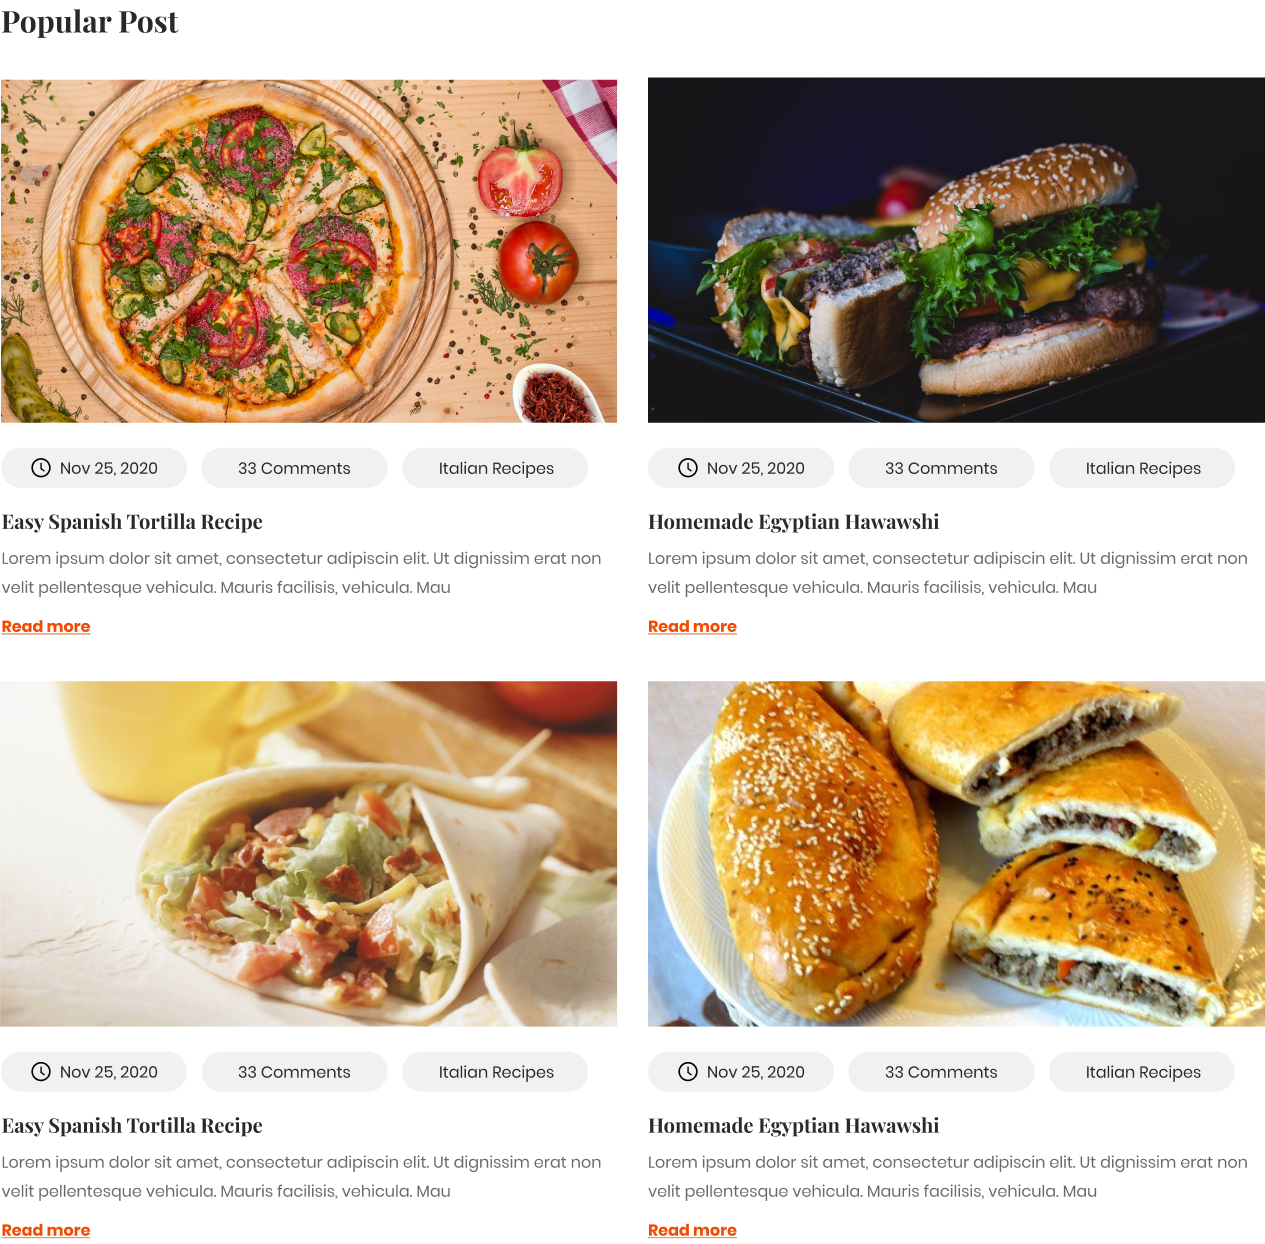 Popular Post
Nov 25, 2020
33 Comments
Italian Recipes
Easy Spanish Tortilla Recipe
Lorem ipsum dolor sit amet, consectetur adipiscin elit. Ut dignissim erat non
velit pellentesque vehicula. Mauris facilisis, vehicula. Mau
Read more
Nov 25, 2020
33 Comments
Italian Recipes
Homemade Egyptian Hawawshi
Lorem ipsum dolor sit amet, consectetur adipiscin elit. Ut dignissim erat non
velit pellentesque vehicula. Mauris facilisis, vehicula. Mau
Read more
Nov 25, 2020
33 Comments
Italian Recipes
Easy Spanish Tortilla Recipe
Lorem ipsum dolor sit amet, consectetur adipiscin elit. Ut dignissim erat non
velit pellentesque vehicula. Mauris facilisis, vehicula. Mau
Read more
Nov 25, 2020
33 Comments
Italian Recipes
Homemade Egyptian Hawawshi
Lorem ipsum dolor sit amet, consectetur adipiscin elit. Ut dignissim erat non
velit pellentesque vehicula. Mauris facilisis, vehicula. Mau
Read more